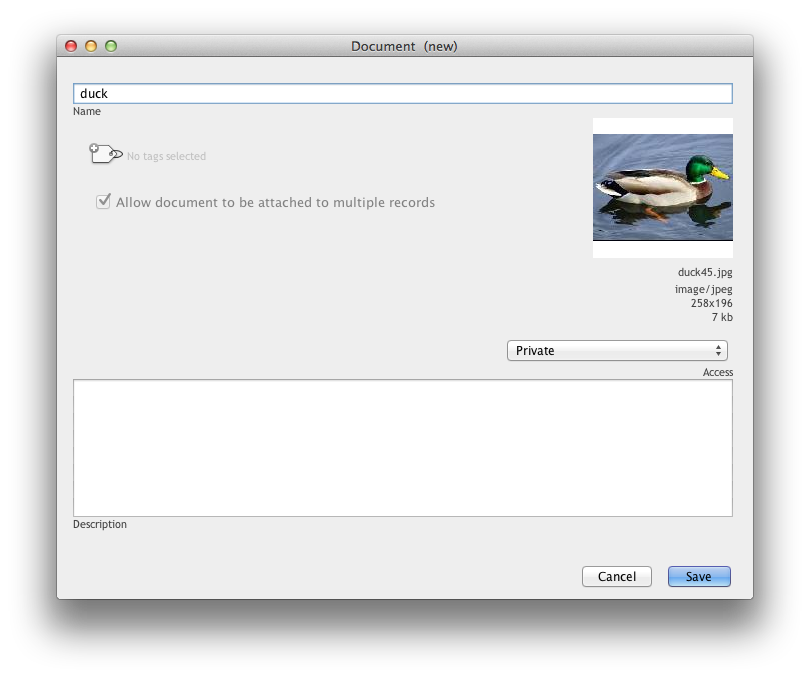 Document (new)
duck
Name
No tags selected
Allow document to be attached to multiple records
duck45.jpg
image/jpeg
258x196
7 kb
Private
Access
Description
Cancel
Save